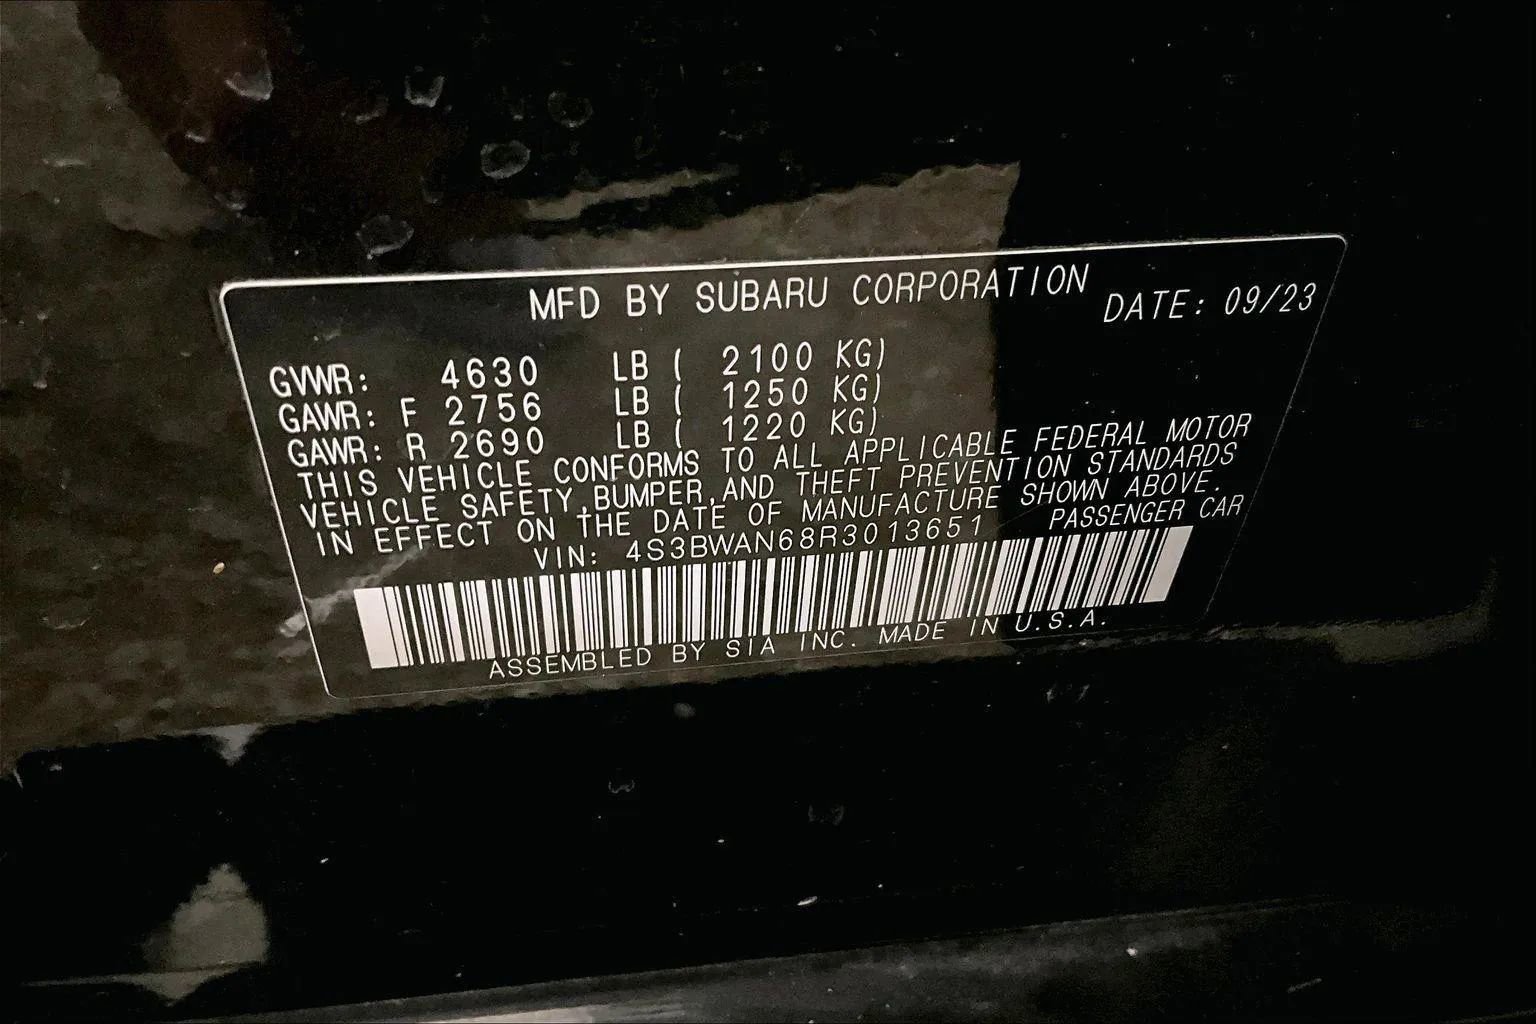 MFD BY SUBARU CORPORATION DATE: 09/23
GVWR: 4630 LB ( 2100 KG)
GAWR: F 2756 LB ( 1250 KG)
GAWR: R 2690 LB ( 1220 KG)
THIS VEHICLE CONFORMS TO ALL APPLICABLE FEDERAL MOTOR
VEHICLE SAFETY,BUMPER,AND THEFT PREVENTION STANDARDS
IN EFFECT ON THE DATE OF MANUFACTURE SHOWN ABOVE.
VIN: 4S3BWAN68R3013651 PASSENGER CAR
ASSEMBLED BY SIA INC. MADE IN U.S.A.